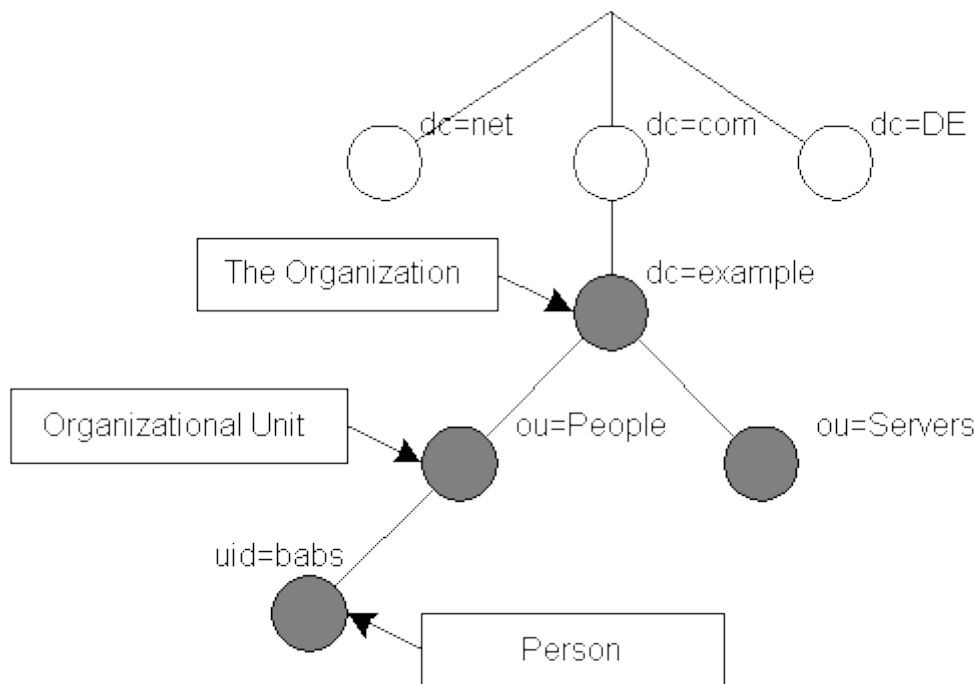 dc=net
dc=com
dc=DE
The Organization
dc=example
Organizational Unit
ou=People
ou=Servers
uid=babs
Person